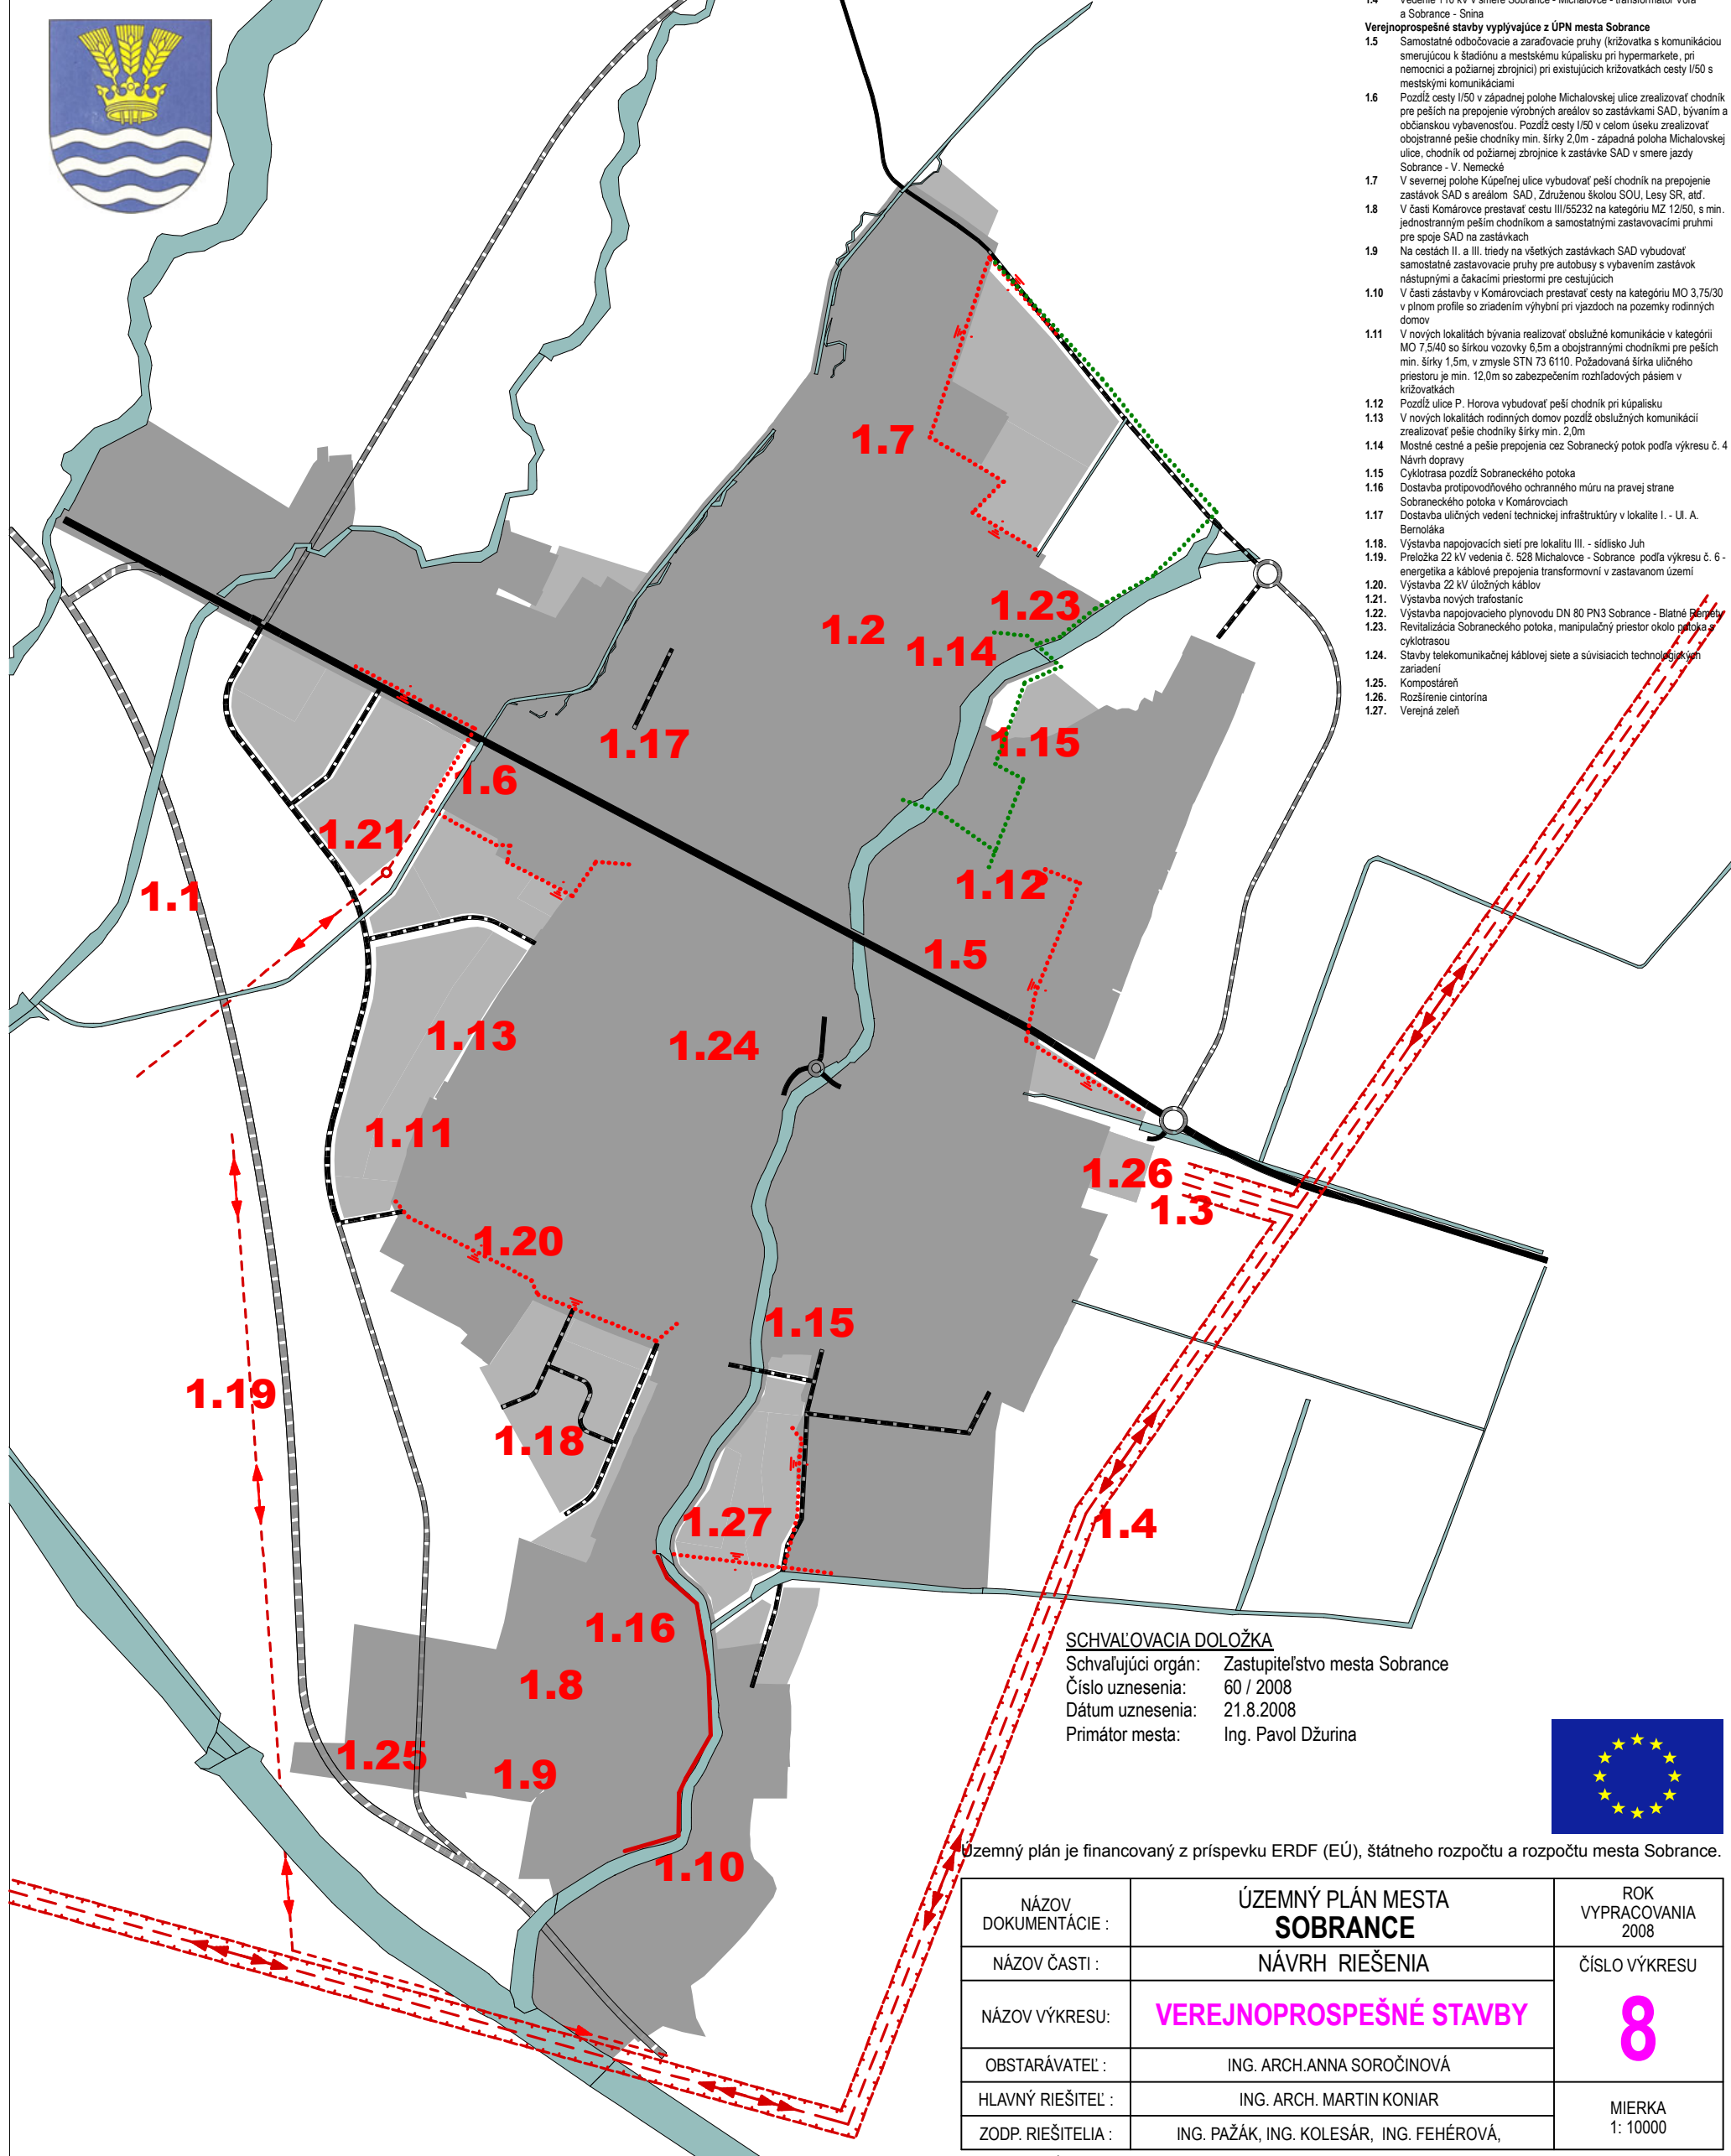 1.4 Vedenie 110 kV v smere Sobrance - Michalovce - transformátor Voľa
a Sobrance - Snina
Verejnoprospešné stavby vyplývajúce z ÚPN mesta Sobrance
1.5 Samostatné odbočovacie a zaraďovacie pruhy (križovatka s komunikáciou
smerujúcou k štadiónu a mestskému kúpalisku pri hypermarkete, pri
nemocnici a požiarnej zbrojnici) pri existujúcich križovatkách cesty I/50 s
mestskými komunikáciami
1.6 Pozdĺž cesty I/50 v západnej polohe Michalovskej ulice zrealizovať chodník
pre peších na prepojenie výrobných areálov so zastávkami SAD, bývaním a
občianskou vybavenosťou. Pozdĺž cesty I/50 v celom úseku zrealizovať
obojstranné pešie chodníky min. šírky 2,0m - západná poloha Michalovskej
ulice, chodník od požiarnej zbrojnice k zastávke SAD v smere jazdy
Sobrance - V. Nemecké
1.7 V severnej polohe Kúpeľnej ulice vybudovať peší chodník na prepojenie
zastávok SAD s areálom SAD, Združenou školou SOU, Lesy SR, atď.
1.8 V časti Komárovce prestavať cestu III/55232 na kategóriu MZ 12/50, s min.
jednostranným peším chodníkom a samostatnými zastavovacími pruhmi
pre spoje SAD na zastávkach
1.9 Na cestách II. a III. triedy na všetkých zastávkach SAD vybudovať
samostatné zastavovacie pruhy pre autobusy s vybavením zastávok
nástupnými a čakacími priestormi pre cestujúcich
1.10 V časti zástavby v Komárovciach prestavať cesty na kategóriu MO 3,75/30
v plnom profile so zriadením výhybní pri vjazdoch na pozemky rodinných
domov
1.11 V nových lokalitách bývania realizovať obslužné komunikácie v kategórii
MO 7,5/40 so šírkou vozovky 6,5m a obojstrannými chodníkmi pre peších
min. šírky 1,5m, v zmysle STN 73 6110. Požadovaná šírka uličného
priestoru je min. 12,0m so zabezpečením rozhľadových pásiem v
križovatkách
1.12 Pozdĺž ulice P. Horova vybudovať peší chodník pri kúpalisku
1.13 V nových lokalitách rodinných domov pozdĺž obslužných komunikácií
zrealizovať pešie chodníky šírky min. 2,0m
1.14 Mostné cestné a pešie prepojenia cez Sobranecký potok podľa výkresu č. 4
Návrh dopravy
1.15 Cyklotrasa pozdĺž Sobraneckého potoka
1.16 Dostavba protipovodňového ochranného múru na pravej strane
Sobraneckého potoka v Komárovciach
1.17 Dostavba uličných vedení technickej infraštruktúry v lokalite I. - Ul. A.
Bernoláka
1.18. Výstavba napojovacích sietí pre lokalitu III. - sídlisko Juh
1.19. Preložka 22 kV vedenia č. 528 Michalovce - Sobrance podľa výkresu č. 6 -
energetika a káblové prepojenia transformovní v zastavanom území
1.20. Výstavba 22 kV úložných káblov
1.21. Výstavba nových trafostaníc
1.22. Výstavba napojovacieho plynovodu DN 80 PN3 Sobrance - Blatné Remety
1.23. Revitalizácia Sobraneckého potoka, manipulačný priestor okolo potoka s
cyklotrasou
1.24. Stavby telekomunikačnej káblovej siete a súvisiacich technologických
zariadení
1.25. Kompostáreň
1.26. Rozšírenie cintorína
1.27. Verejná zeleň
1.7
1.23
1.2
1.14
1.17
1.15
1.6
1.21
1.1
1.12
1.5
1.13
1.24
1.11
1.26
1.3
1.20
1.15
1.19
1.18
1.27
1.4
1.16
1.8
1.25
1.9
1.10
SCHVAĽOVACIA DOLOŽKA
Schvaľujúci orgán: Zastupiteľstvo mesta Sobrance
Číslo uznesenia: 60 / 2008
Dátum uznesenia: 21.8.2008
Primátor mesta: Ing. Pavol Džurina
Územný plán je financovaný z príspevku ERDF (EÚ), štátneho rozpočtu a rozpočtu mesta Sobrance.
NÁZOV
DOKUMENTÁCIE :
ÚZEMNÝ PLÁN MESTA
SOBRANCE
ROK
VYPRACOVANIA
2008
NÁZOV ČASTI :
NÁVRH RIEŠENIA
ČÍSLO VÝKRESU
8
NÁZOV VÝKRESU:
VEREJNOPROSPEŠNÉ STAVBY
OBSTARÁVATEĽ :
ING. ARCH.ANNA SOROČINOVÁ
HLAVNÝ RIEŠITEĽ :
ING. ARCH. MARTIN KONIAR
MIERKA
1: 10000
ZODP. RIEŠITELIA :
ING. PAŽÁK, ING. KOLESÁR, ING. FEHÉROVÁ,